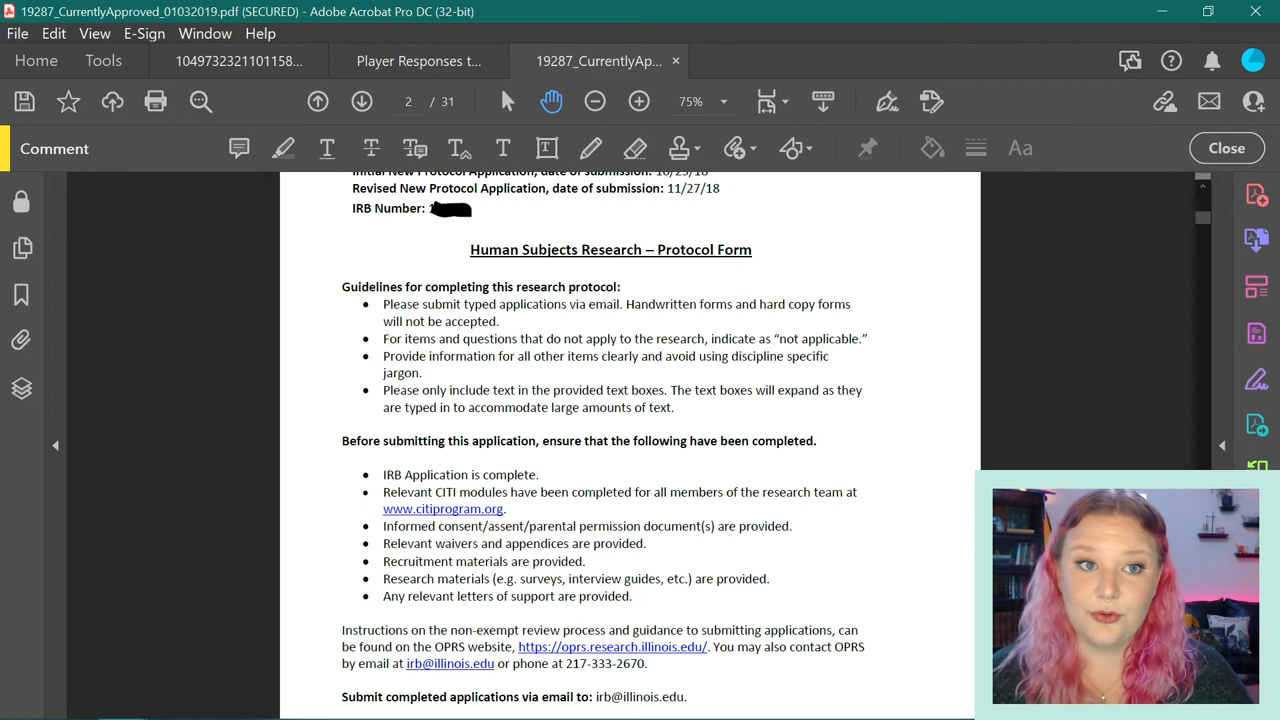 19287_CurrentlyApproved_01032019.pdf (SECURED) - Adobe Acrobat Pro DC (32-bit)
File Edit View E-Sign Window Help
Home Tools 1049732321101158... Player Responses t... 19287_CurrentlyAp... ×
2 / 31 75%
Comment Close
Revised New Protocol Application, date of submission: 11/27/18
IRB Number:
Human Subjects Research – Protocol Form
Guidelines for completing this research protocol:
• Please submit typed applications via email. Handwritten forms and hard copy forms
will not be accepted.
• For items and questions that do not apply to the research, indicate as “not applicable.”
• Provide information for all other items clearly and avoid using discipline specific
jargon.
• Please only include text in the provided text boxes. The text boxes will expand as they
are typed in to accommodate large amounts of text.
Before submitting this application, ensure that the following have been completed.
• IRB Application is complete.
• Relevant CITI modules have been completed for all members of the research team at
www.citiprogram.org.
• Informed consent/assent/parental permission document(s) are provided.
• Relevant waivers and appendices are provided.
• Recruitment materials are provided.
• Research materials (e.g. surveys, interview guides, etc.) are provided.
• Any relevant letters of support are provided.
Instructions on the non-exempt review process and guidance to submitting applications, can
be found on the OPRS website, https://oprs.research.illinois.edu/. You may also contact OPRS
by email at irb@illinois.edu or phone at 217-333-2670.
Submit completed applications via email to: irb@illinois.edu.